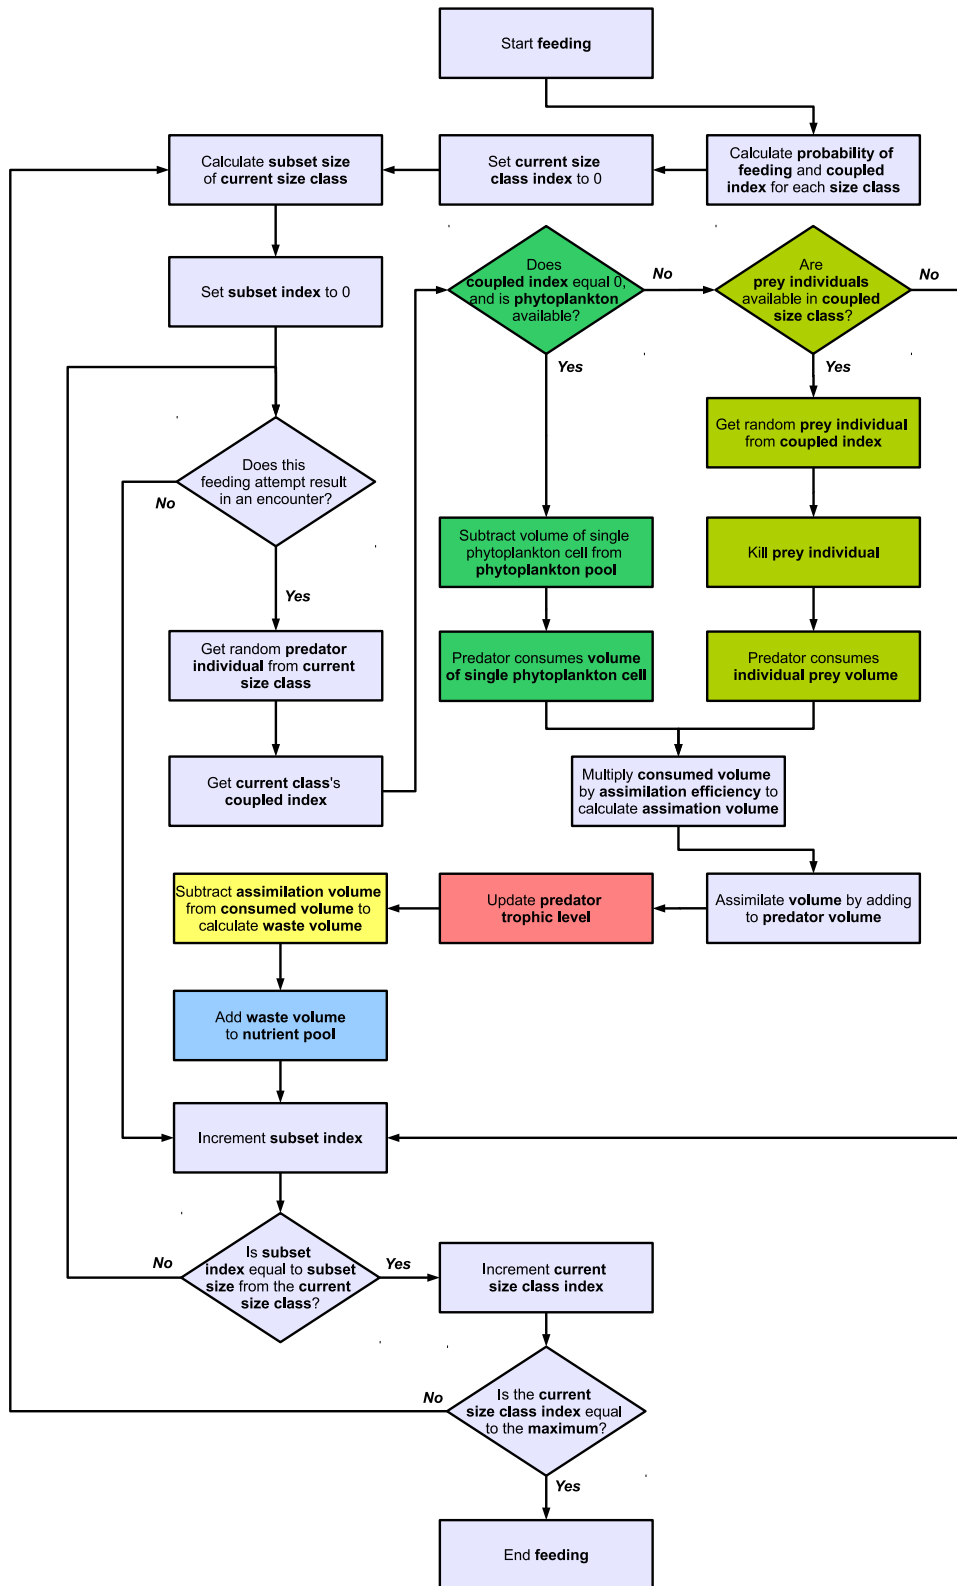 Start feeding
Calculate probability of
feeding and coupled
index for each size class
Set current size
class index to 0
Calculate subset size
of current size class
Set subset index to 0
Does this
feeding attempt result
in an encounter?
No
Yes
Get random predator
individual from current
size class
Get current class's
coupled index
Does
coupled index equal 0,
and is phytoplankton
available?
No
Yes
Are
prey individuals
available in coupled
size class?
No
Yes
Subtract volume of single
phytoplankton cell from
phytoplankton pool
Predator consumes volume
of single phytoplankton cell
Get random prey individual
from coupled index
Kill prey individual
Predator consumes
individual prey volume
Multiply consumed volume
by assimilation efficiency to
calculate assimation volume
Assimilate volume by adding
to predator volume
Update predator
trophic level
Subtract assimilation volume
from consumed volume to
calculate waste volume
Add waste volume
to nutrient pool
Increment subset index
Is subset
index equal to subset
size from the current
size class?
No
Yes
Increment current
size class index
Is the current
size class index equal
to the maximum?
No
Yes
End feeding